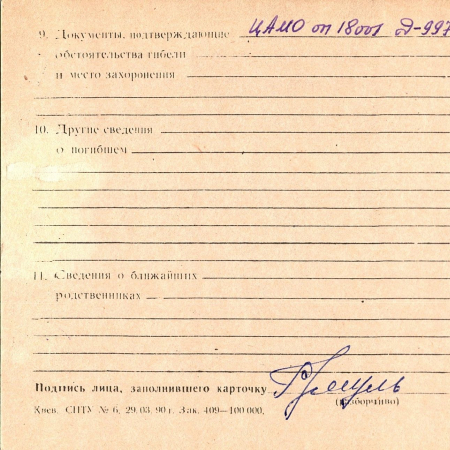 9. Документы, подтверждающие ЦАМО оп 18001 д-997
обстоятельства гибели
и место захоронения
10. Другие сведения
о погибшем
11. Сведения о ближайших
родственниках
Подпись лица, заполнившего карточку
(разборчиво)
Киев. СПТУ № 6, 29.03.90 г. Зак. 409—100 000.